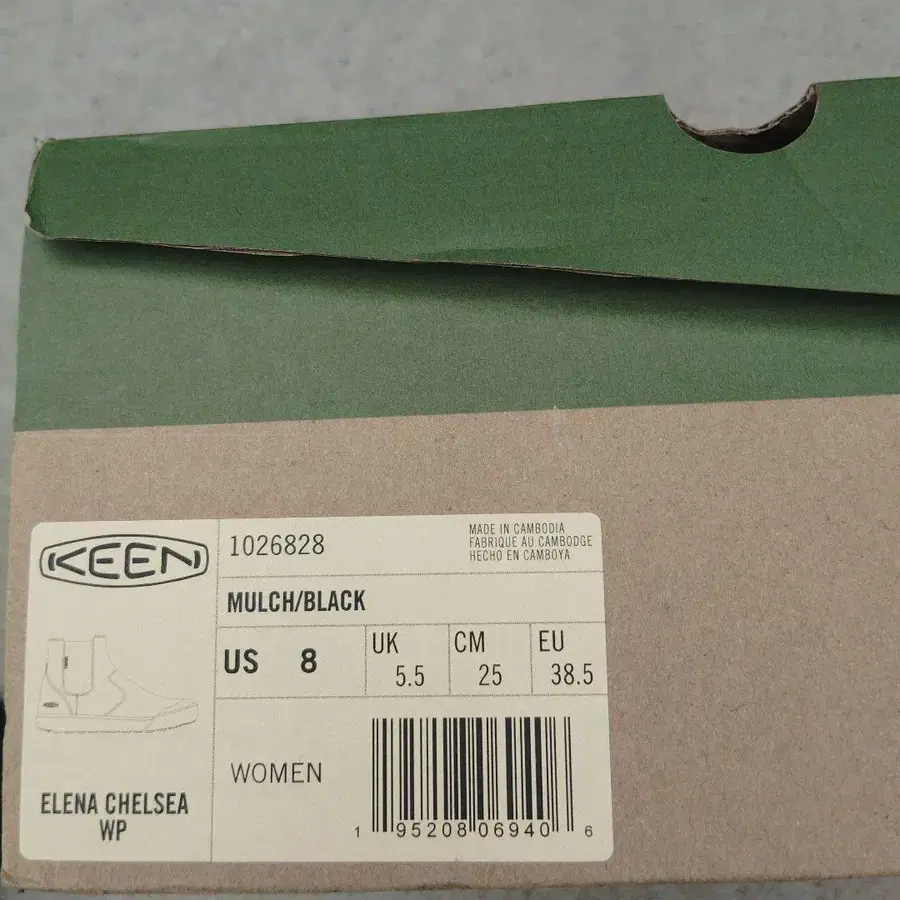 KEEN
1026828
MADE IN CAMBODIA
FABRIQUE AU CAMBODGE
HECHO EN CAMBOYA
MULCH/BLACK
US 8
UK 5.5
CM 25
EU 38.5
WOMEN
ELENA CHELSEA
WP
1 95208 06940 6